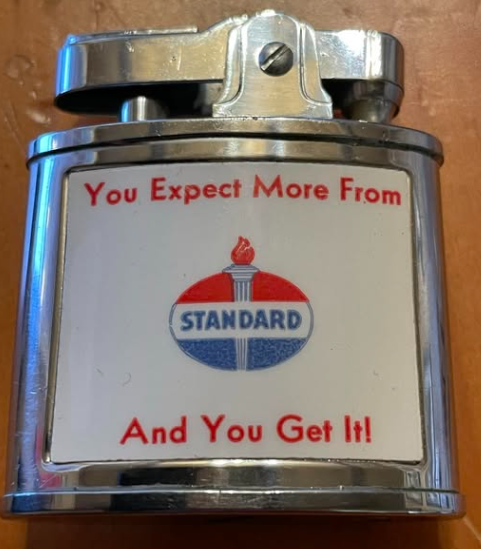 You Expect More From
STANDARD
And You Get It!